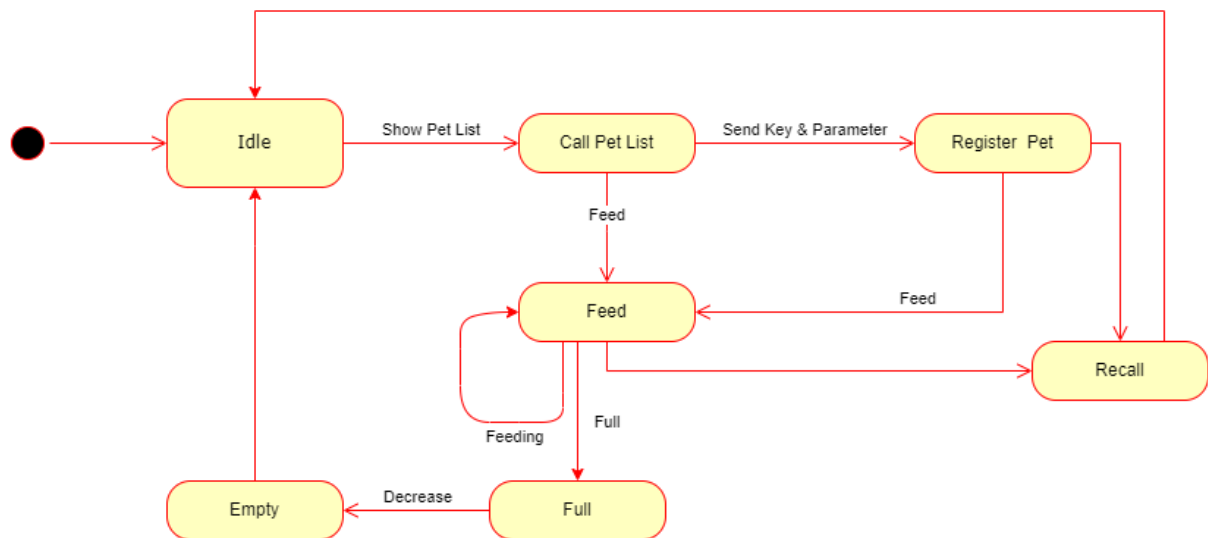 Idle
Show Pet List
Call Pet List
Send Key & Parameter
Register Pet
Feed
Feed
Feed
Recall
Feeding
Full
Empty
Decrease
Full